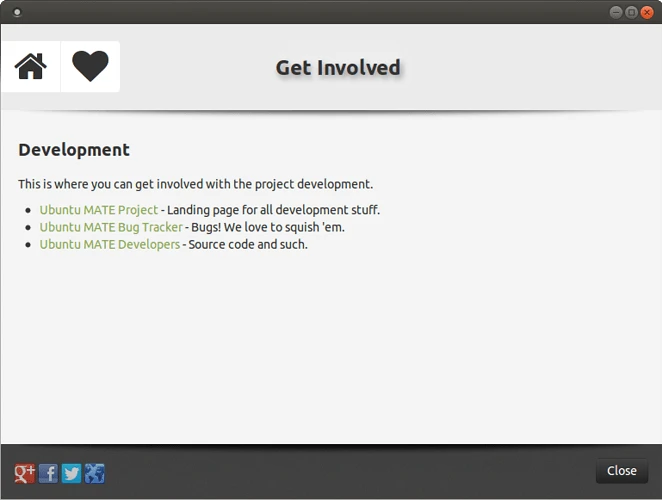 Get Involved
Development
This is where you can get involved with the project development.
Ubuntu MATE Project - Landing page for all development stuff.
Ubuntu MATE Bug Tracker - Bugs! We love to squish 'em.
Ubuntu MATE Developers - Source code and such.
Close